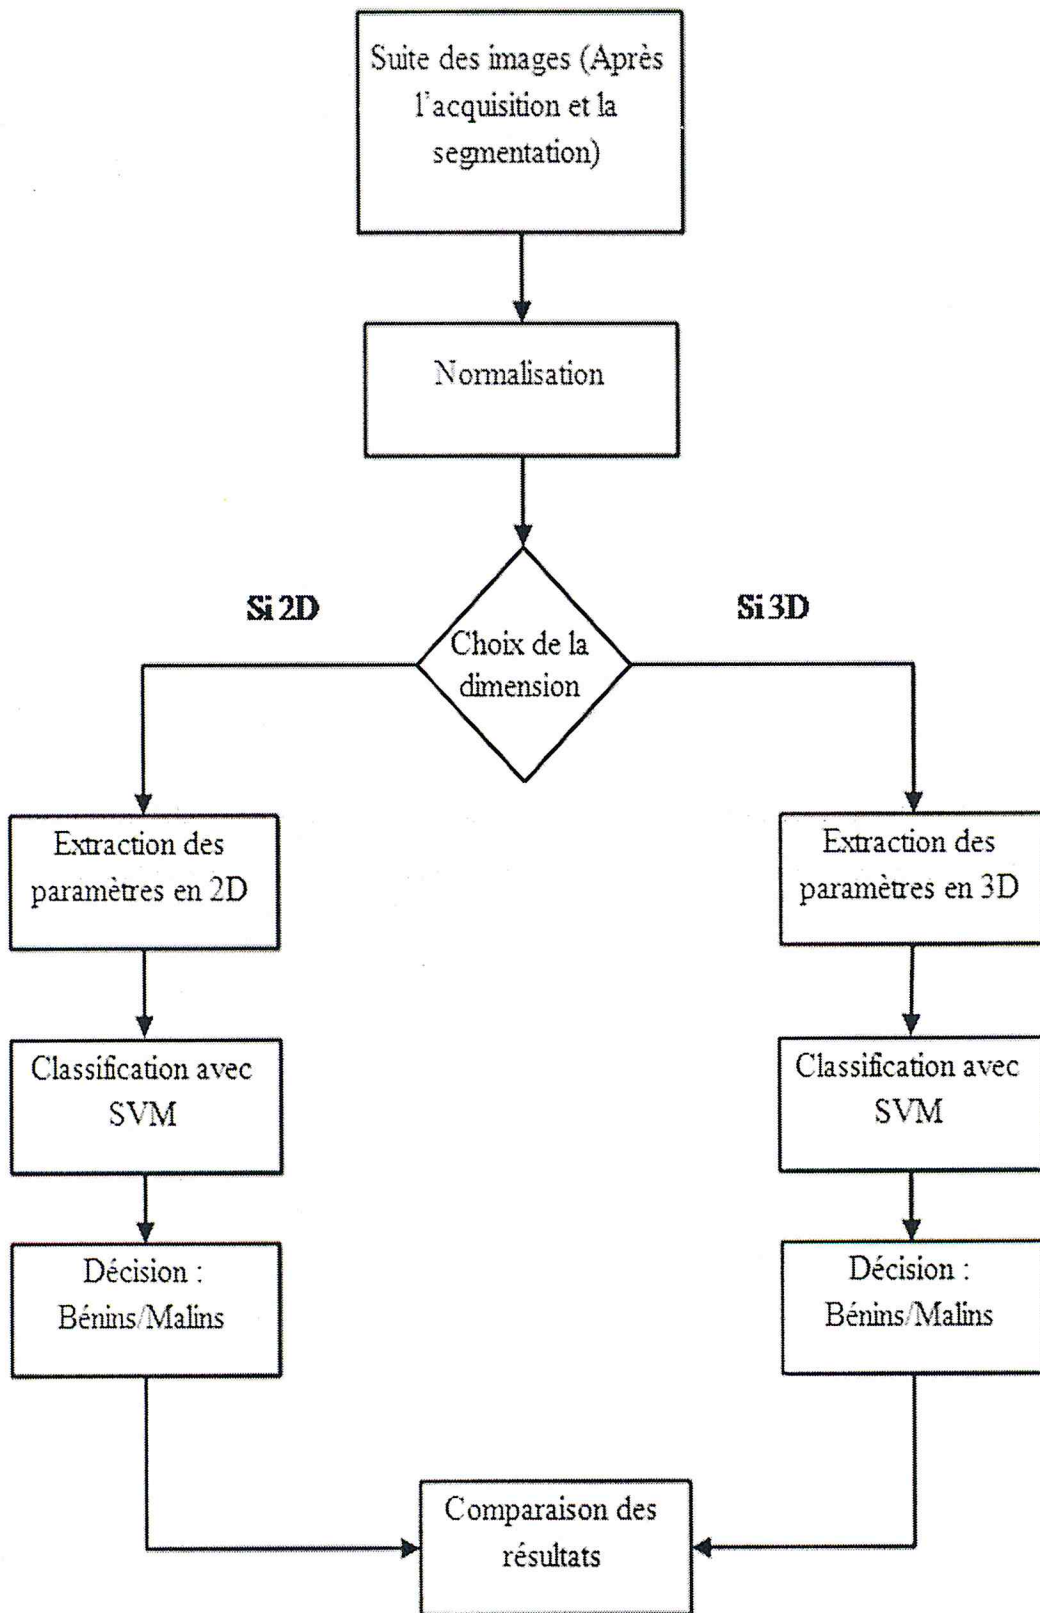 Suite des images (Après
l'acquisition et la
segmentation)
Normalisation
Si 2D
Si 3D
Choix de la
dimension
Extraction des
paramètres en 2D
Extraction des
paramètres en 3D
Classification avec
SVM
Classification avec
SVM
Décision :
Bénins/Malins
Décision :
Bénins/Malins
Comparaison des
résultats